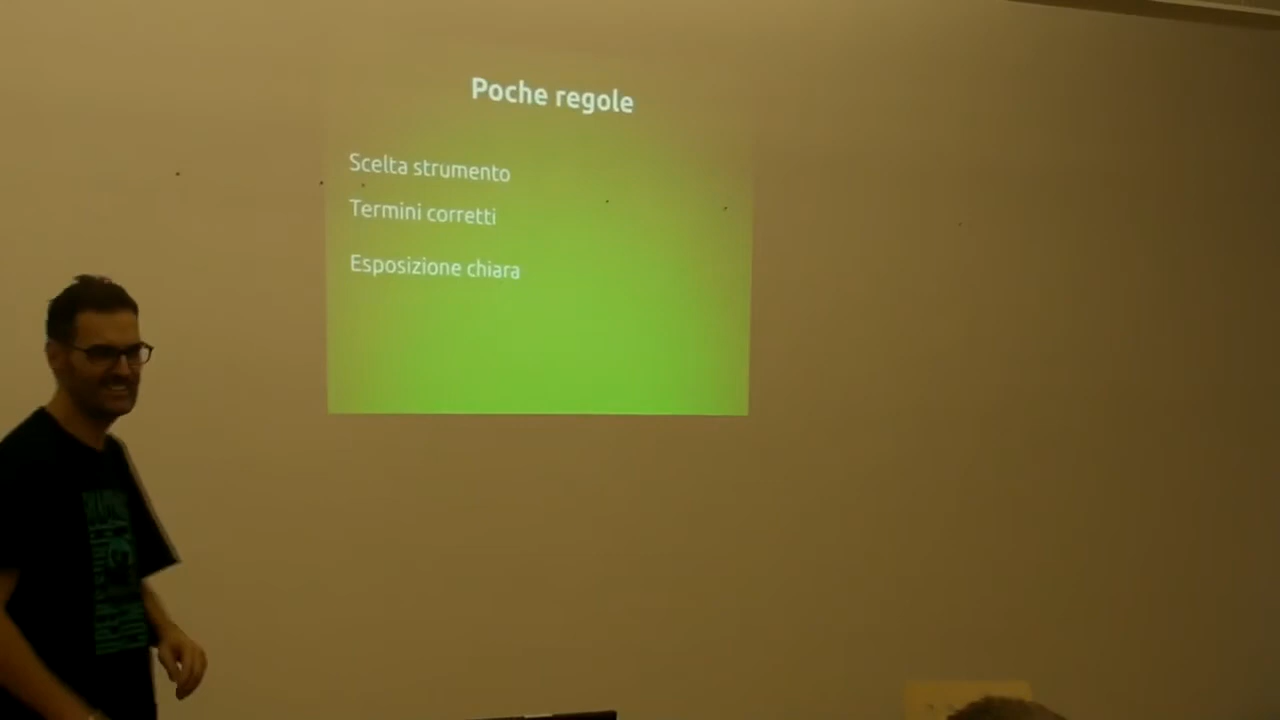 Poche regole
Scelta strumento
Termini corretti
Esposizione chiara